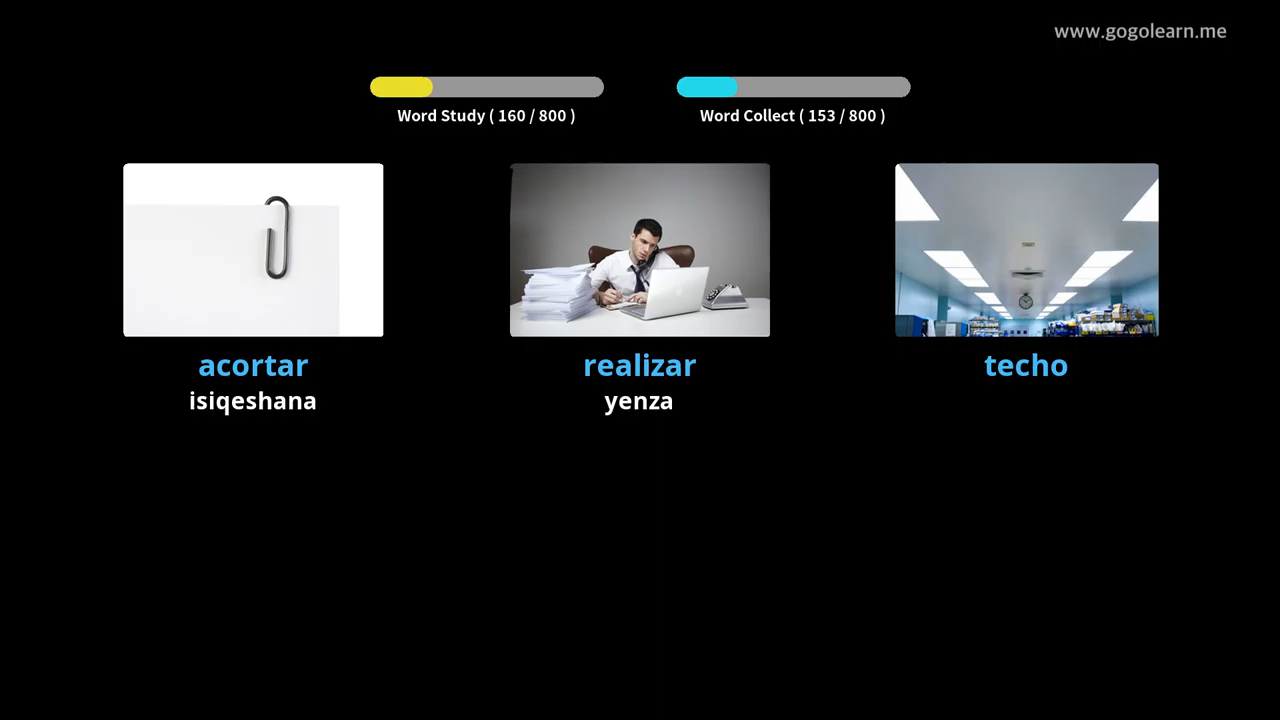 www.gogolearn.me
Word Study ( 160 / 800 )
Word Collect ( 153 / 800 )
acortar
isiqeshana
realizar
yenza
techo